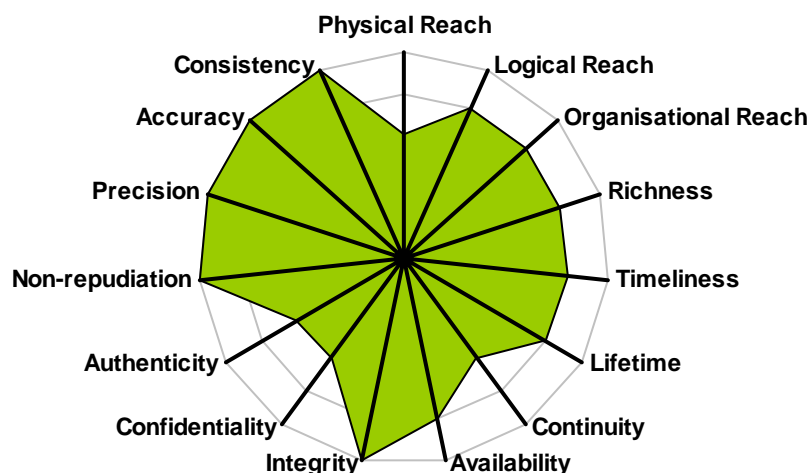 Physical Reach
Consistency
Logical Reach
Accuracy
Organisational Reach
Precision
Richness
Non-repudiation
Timeliness
Authenticity
Lifetime
Confidentiality
Continuity
Integrity
Availability